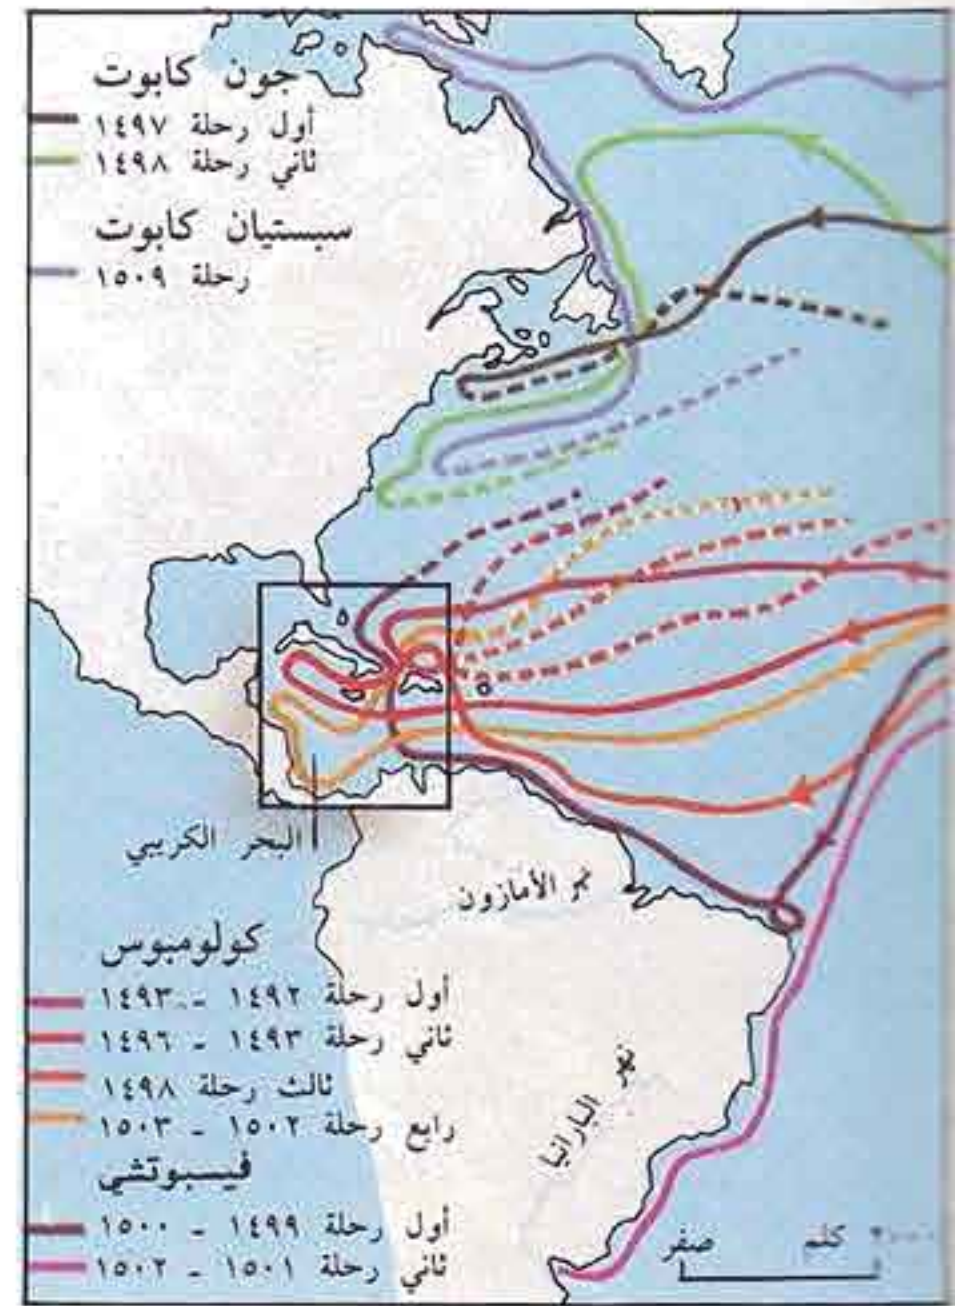 جون كابوت
أول رحلة ١٤٩٧
ثاني رحلة ١٤٩٨
سبستيان كابوت
رحلة ١٥٠٩
البحر الكريبي
نهر الأمازون
كولومبوس
أول رحلة ١٤٩٢ - ١٤٩٣
ثاني رحلة ١٤٩٣ - ١٤٩٦
ثالث رحلة ١٤٩٨
رابع رحلة ١٥٠٢ - ١٥٠٣
نهر البارانيا
فيسبوتشي
أول رحلة ١٤٩٩ - ١٥٠٠
ثاني رحلة ١٥٠١ - ١٥٠٢
صفر
كلم